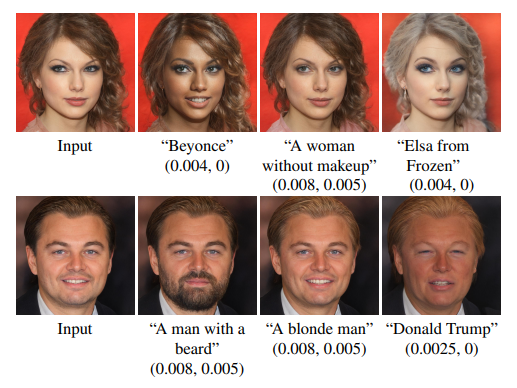 Input
“Beyonce”
(0.004, 0)
“A woman
without makeup”
(0.008, 0.005)
“Elsa from
Frozen”
(0.004, 0)
Input
“A man with a
beard”
(0.008, 0.005)
“A blonde man”
(0.008, 0.005)
“Donald Trump”
(0.0025, 0)